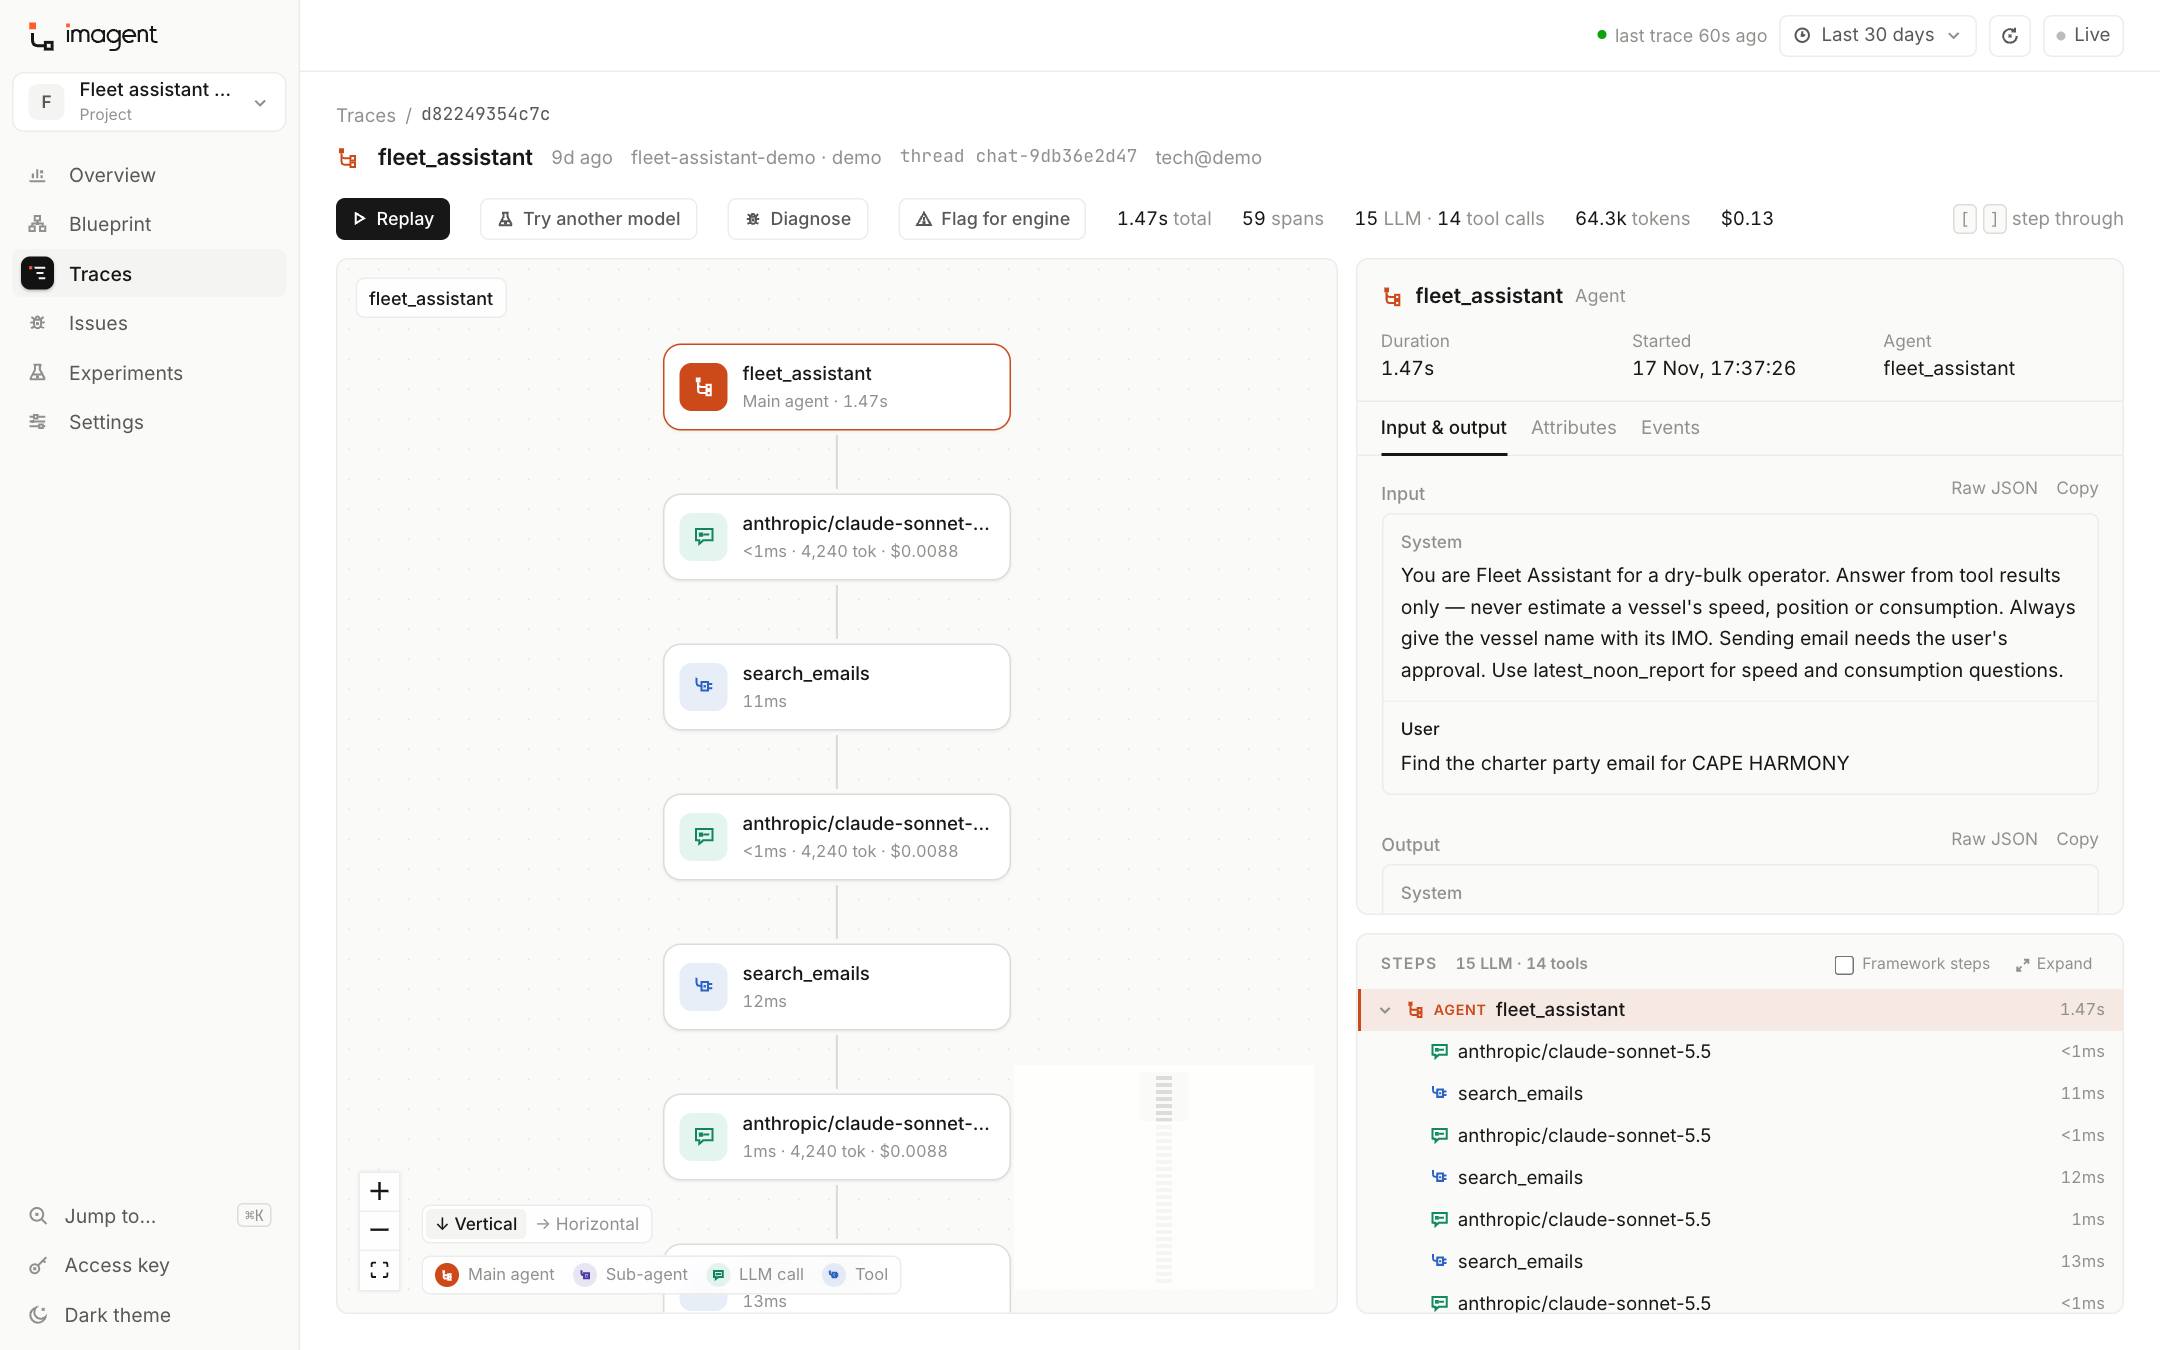 imagent
F
Fleet assistant ...
Project
Overview
Blueprint
Traces
Issues
Experiments
Settings
Jump to...
⌘K
Access key
Dark theme
last trace 60s ago
Last 30 days
Live
Traces / d82249354c7c
fleet_assistant 9d ago fleet-assistant-demo · demo thread chat-9db36e2d47 tech@demo
Replay
Try another model
Diagnose
Flag for engine
1.47s total 59 spans 15 LLM · 14 tool calls 64.3k tokens $0.13
[ ] step through
fleet_assistant
fleet_assistant
Main agent · 1.47s
anthropic/claude-sonnet-...
<1ms · 4,240 tok · $0.0088
search_emails
11ms
anthropic/claude-sonnet-...
<1ms · 4,240 tok · $0.0088
search_emails
12ms
anthropic/claude-sonnet-...
1ms · 4,240 tok · $0.0088
13ms
↓ Vertical → Horizontal
Main agent Sub-agent LLM call Tool
fleet_assistant Agent
Duration Started Agent
1.47s 17 Nov, 17:37:26 fleet_assistant
Input & output Attributes Events
Input Raw JSON Copy
System
You are Fleet Assistant for a dry-bulk operator. Answer from tool results
only — never estimate a vessel's speed, position or consumption. Always
give the vessel name with its IMO. Sending email needs the user's
approval. Use latest_noon_report for speed and consumption questions.
User
Find the charter party email for CAPE HARMONY
Output Raw JSON Copy
System
STEPS 15 LLM · 14 tools Framework steps Expand
AGENT fleet_assistant 1.47s
anthropic/claude-sonnet-5.5 <1ms
search_emails 11ms
anthropic/claude-sonnet-5.5 <1ms
search_emails 12ms
anthropic/claude-sonnet-5.5 1ms
search_emails 13ms
anthropic/claude-sonnet-5.5 <1ms